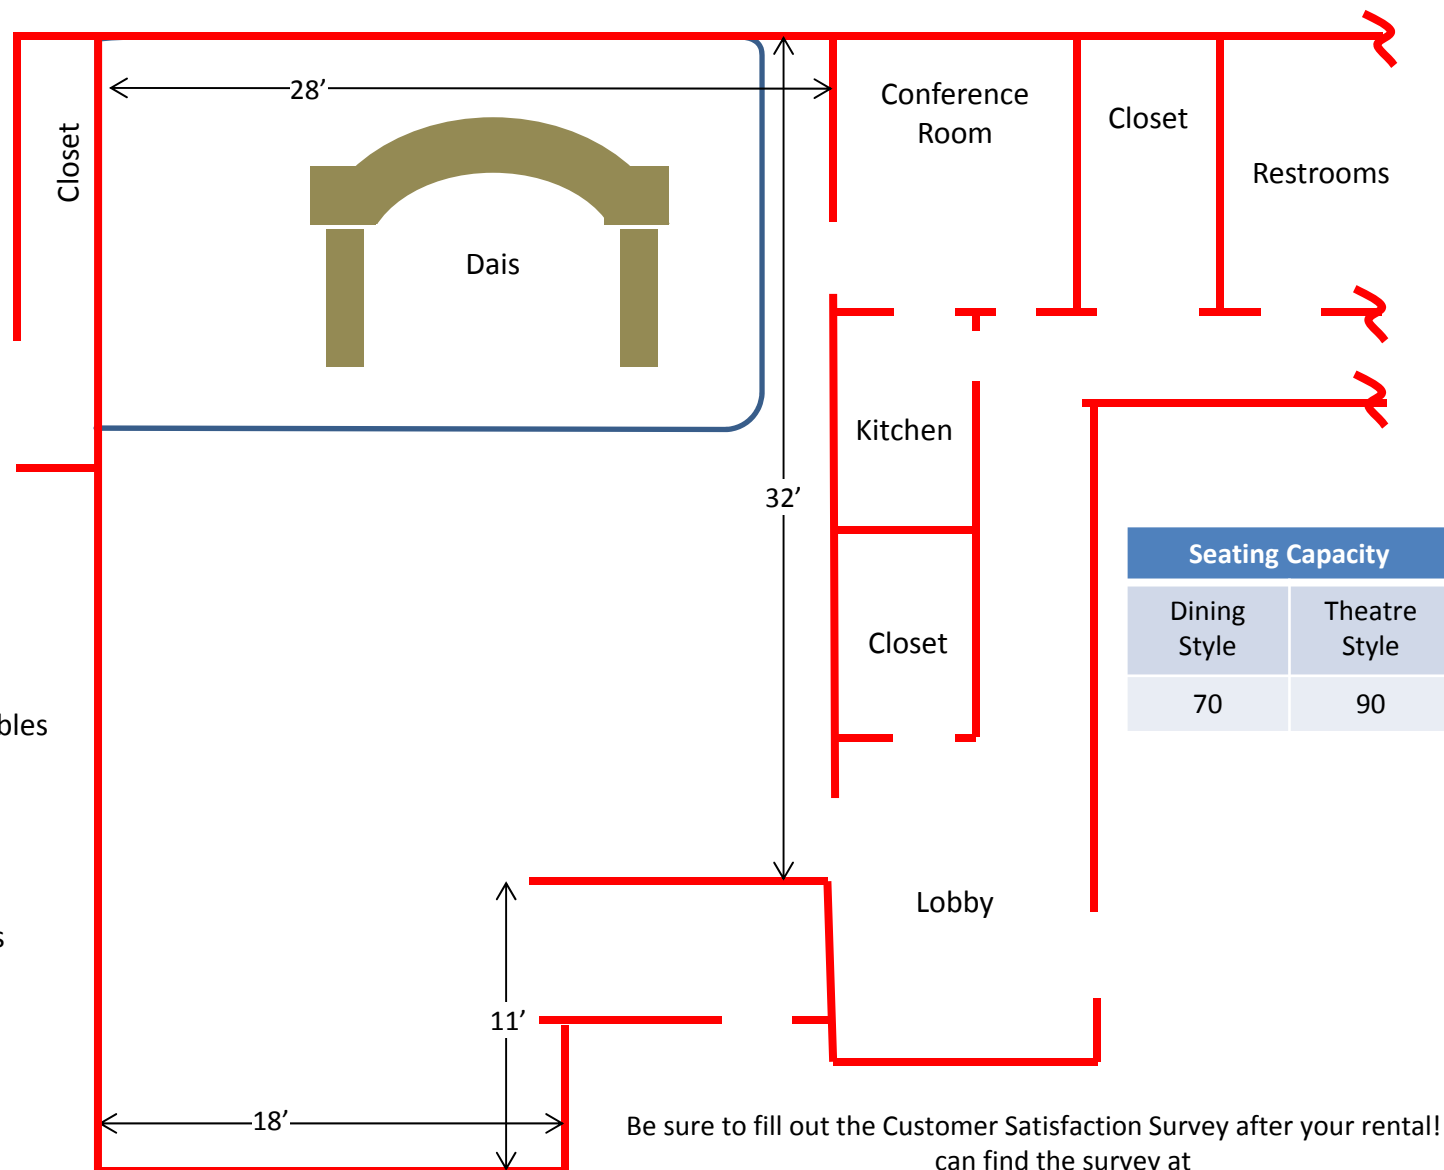 28’
Conference
Room
Closet
Closet
Restrooms
Dais
Kitchen
32’
Seating Capacity
Dining
Style
Theatre
Style
70
90
Closet
Lobby
11’
18’
Be sure to fill out the Customer Satisfaction Survey after your rental!
can find the survey at